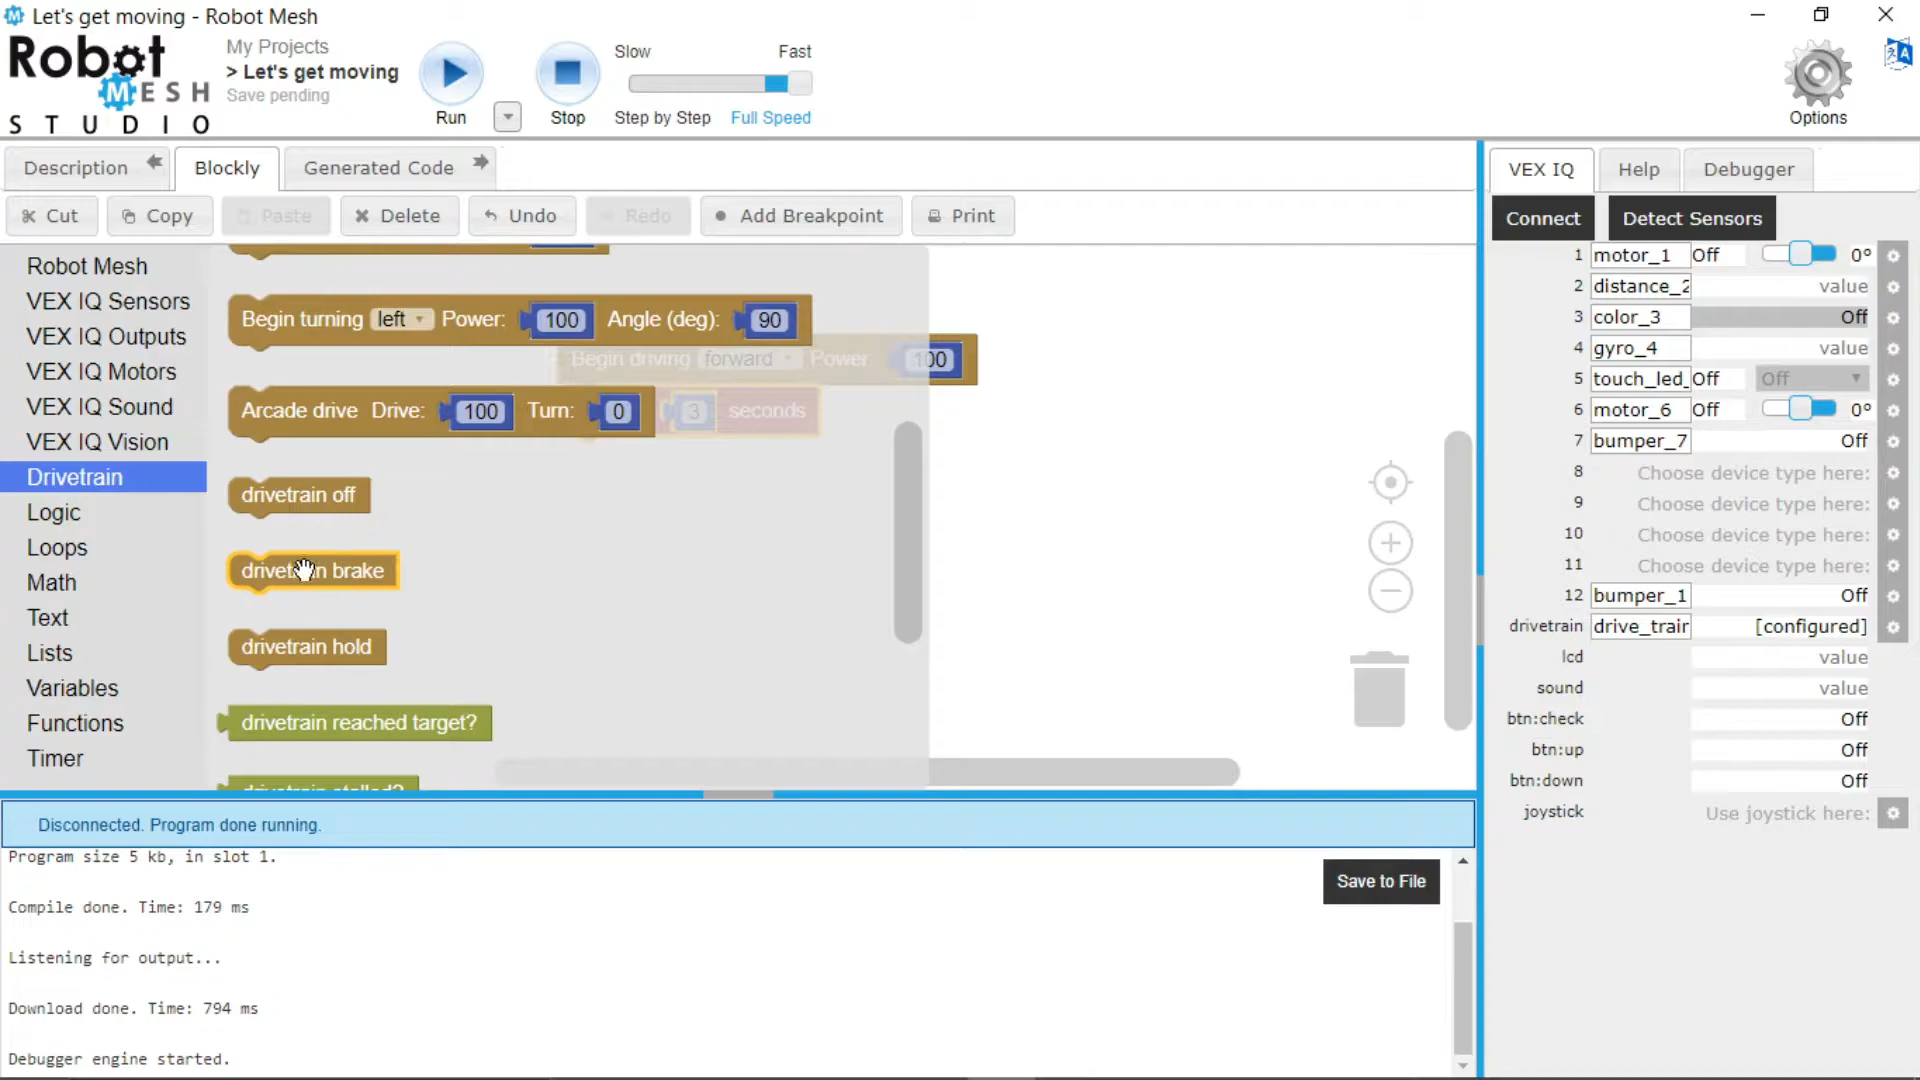 Let's get moving - Robot Mesh
Robot
MESH
STUDIO
My Projects
> Let's get moving
Save pending
Run
Stop
Slow Fast
Step by Step Full Speed
Options
Description Blockly Generated Code
Cut Copy Paste Delete Undo Redo Add Breakpoint Print
Robot Mesh
VEX IQ Sensors
VEX IQ Outputs
VEX IQ Motors
VEX IQ Sound
VEX IQ Vision
Drivetrain
Logic
Loops
Math
Text
Lists
Variables
Functions
Timer
Begin turning left Power: 100 Angle (deg): 90
Begin driving forward Power: 100
Arcade drive Drive: 100 Turn: 0
3 seconds
drivetrain off
drivetrain brake
drivetrain hold
drivetrain reached target?
drivetrain stalled?
VEX IQ Help Debugger
Connect Detect Sensors
1 motor_1 Off 0°
2 distance_2 value
3 color_3 Off
4 gyro_4 value
5 touch_led_ Off Off
6 motor_6 Off 0°
7 bumper_7 Off
8 Choose device type here:
9 Choose device type here:
10 Choose device type here:
11 Choose device type here:
12 bumper_1 Off
drivetrain drive_train [configured]
lcd value
sound value
btn:check Off
btn:up Off
btn:down Off
joystick Use joystick here:
Disconnected. Program done running.
Program size 5 kb, in slot 1.
Save to File
Compile done. Time: 179 ms
Listening for output...
Download done. Time: 794 ms
Debugger engine started.